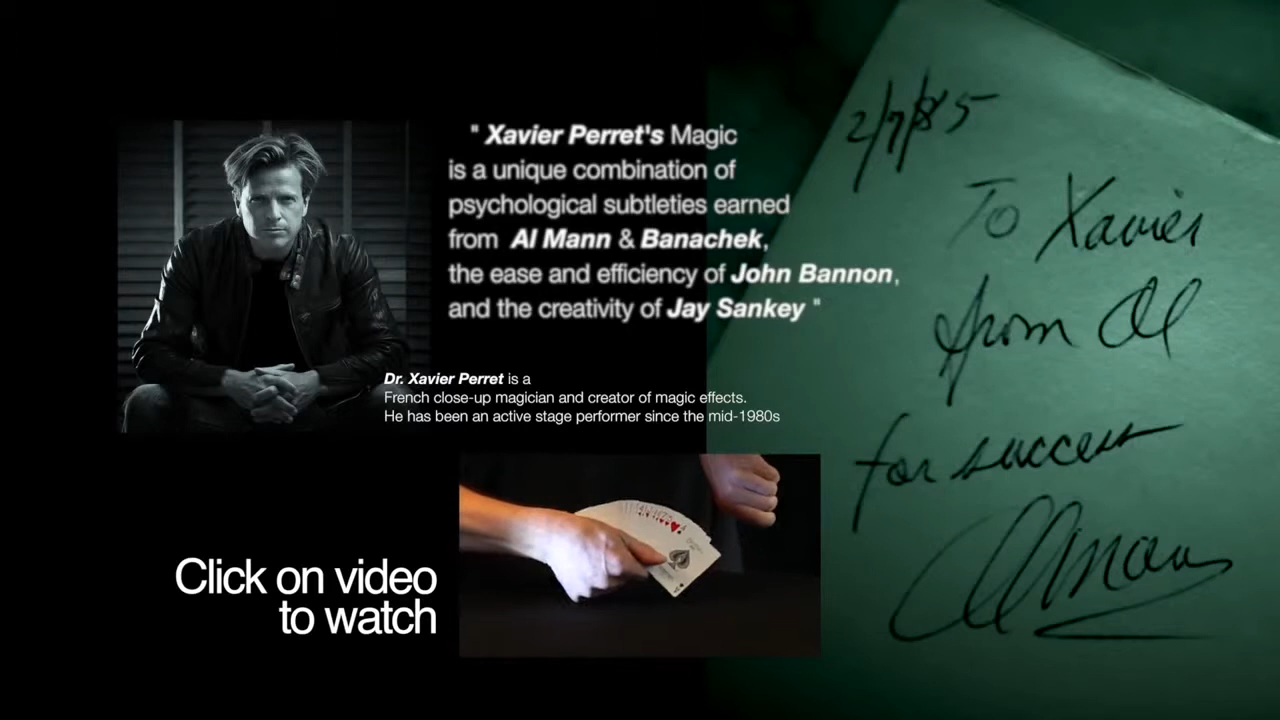 " Xavier Perret's Magic
is a unique combination of
psychological subtleties earned
from Al Mann & Banachek,
the ease and efficiency of John Bannon,
and the creativity of Jay Sankey "
Dr. Xavier Perret is a
French close-up magician and creator of magic effects.
He has been an active stage performer since the mid-1980s
Click on video
to watch
2/7/85
To Xavier
from Al
for success
Al Mann